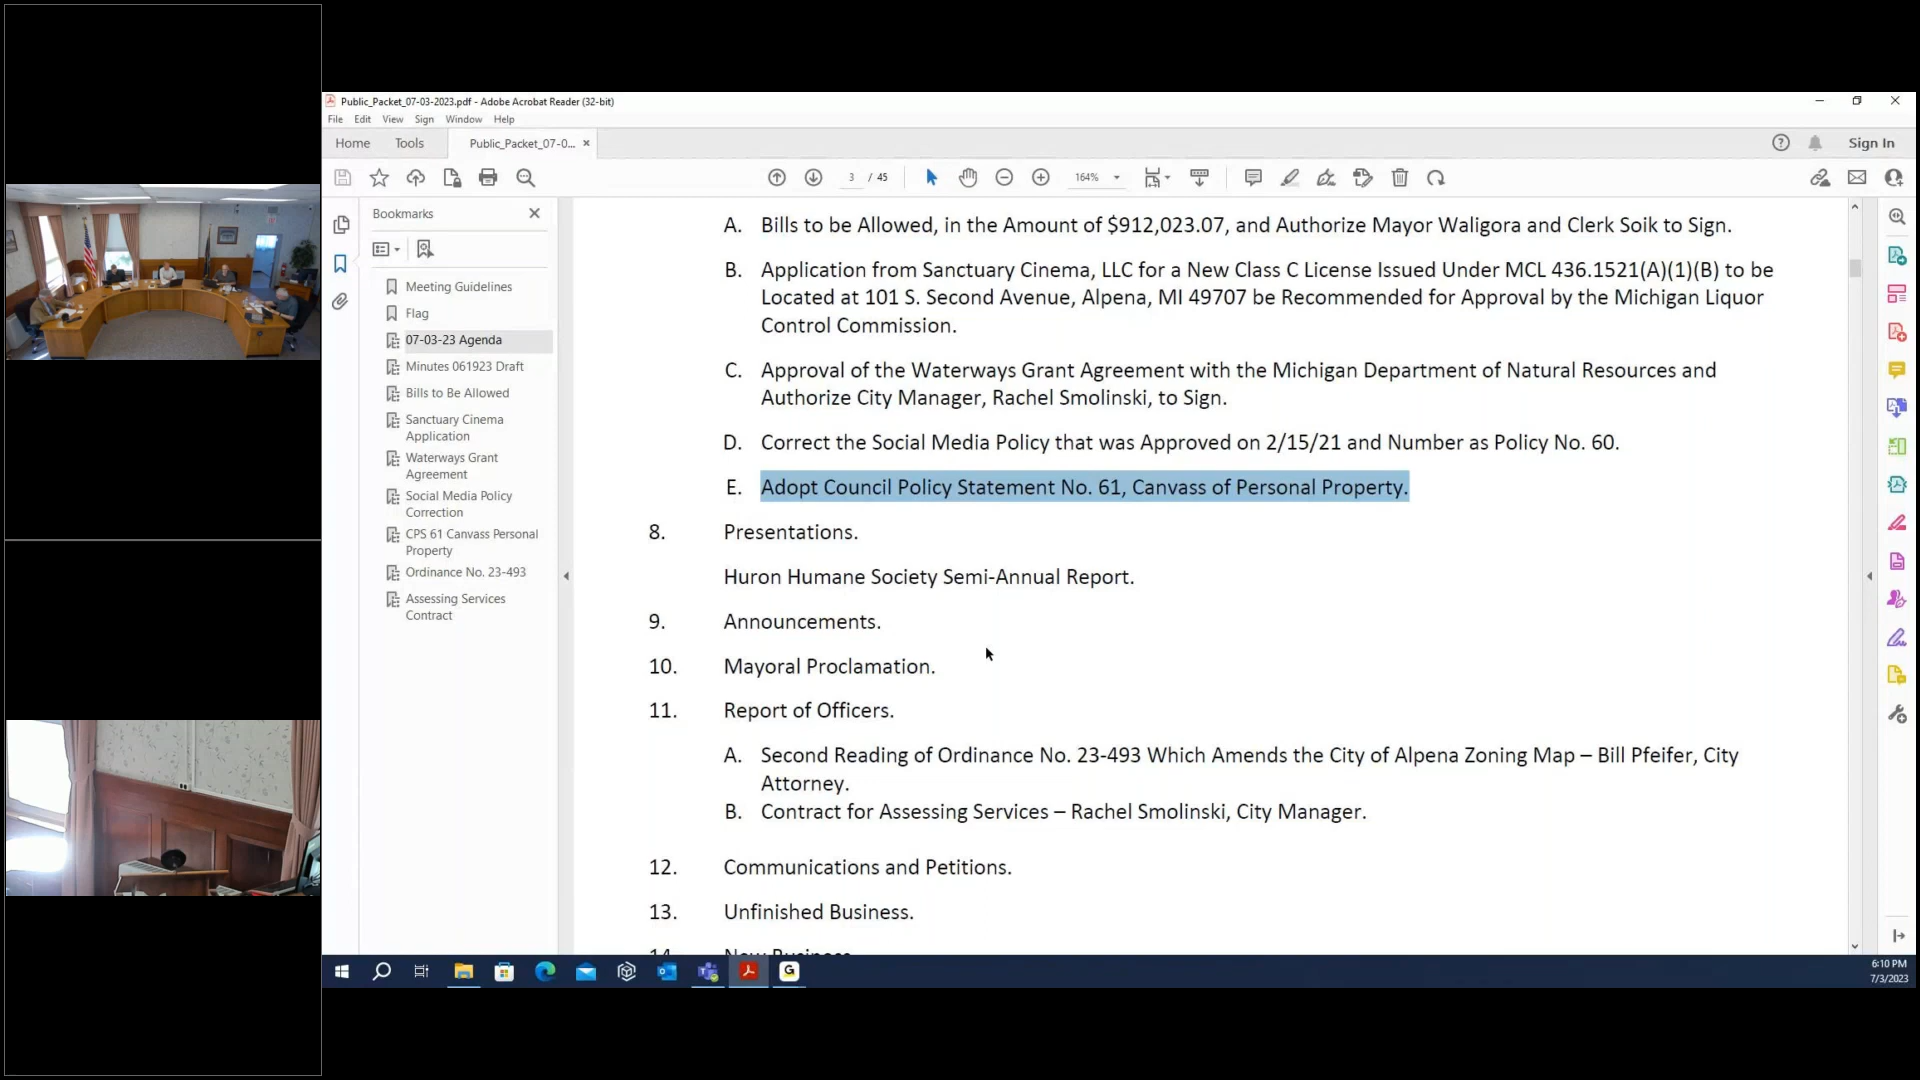 Public_Packet_07-03-2023.pdf - Adobe Acrobat Reader (32-bit)
File Edit View Sign Window Help
Home Tools Public_Packet_07-0... × Sign In
3 / 45 164%
Bookmarks
Meeting Guidelines
Flag
07-03-23 Agenda
Minutes 061923 Draft
Bills to Be Allowed
Sanctuary Cinema
Application
Waterways Grant
Agreement
Social Media Policy
Correction
CPS 61 Canvass Personal
Property
Ordinance No. 23-493
Assessing Services
Contract
A. Bills to be Allowed, in the Amount of $912,023.07, and Authorize Mayor Waligora and Clerk Soik to Sign.
B. Application from Sanctuary Cinema, LLC for a New Class C License Issued Under MCL 436.1521(A)(1)(B) to be
Located at 101 S. Second Avenue, Alpena, MI 49707 be Recommended for Approval by the Michigan Liquor
Control Commission.
C. Approval of the Waterways Grant Agreement with the Michigan Department of Natural Resources and
Authorize City Manager, Rachel Smolinski, to Sign.
D. Correct the Social Media Policy that was Approved on 2/15/21 and Number as Policy No. 60.
E. Adopt Council Policy Statement No. 61, Canvass of Personal Property.
8. Presentations.
Huron Humane Society Semi-Annual Report.
9. Announcements.
10. Mayoral Proclamation.
11. Report of Officers.
A. Second Reading of Ordinance No. 23-493 Which Amends the City of Alpena Zoning Map – Bill Pfeifer, City
Attorney.
B. Contract for Assessing Services – Rachel Smolinski, City Manager.
12. Communications and Petitions.
13. Unfinished Business.
14. New Business.
6:10 PM
7/3/2023